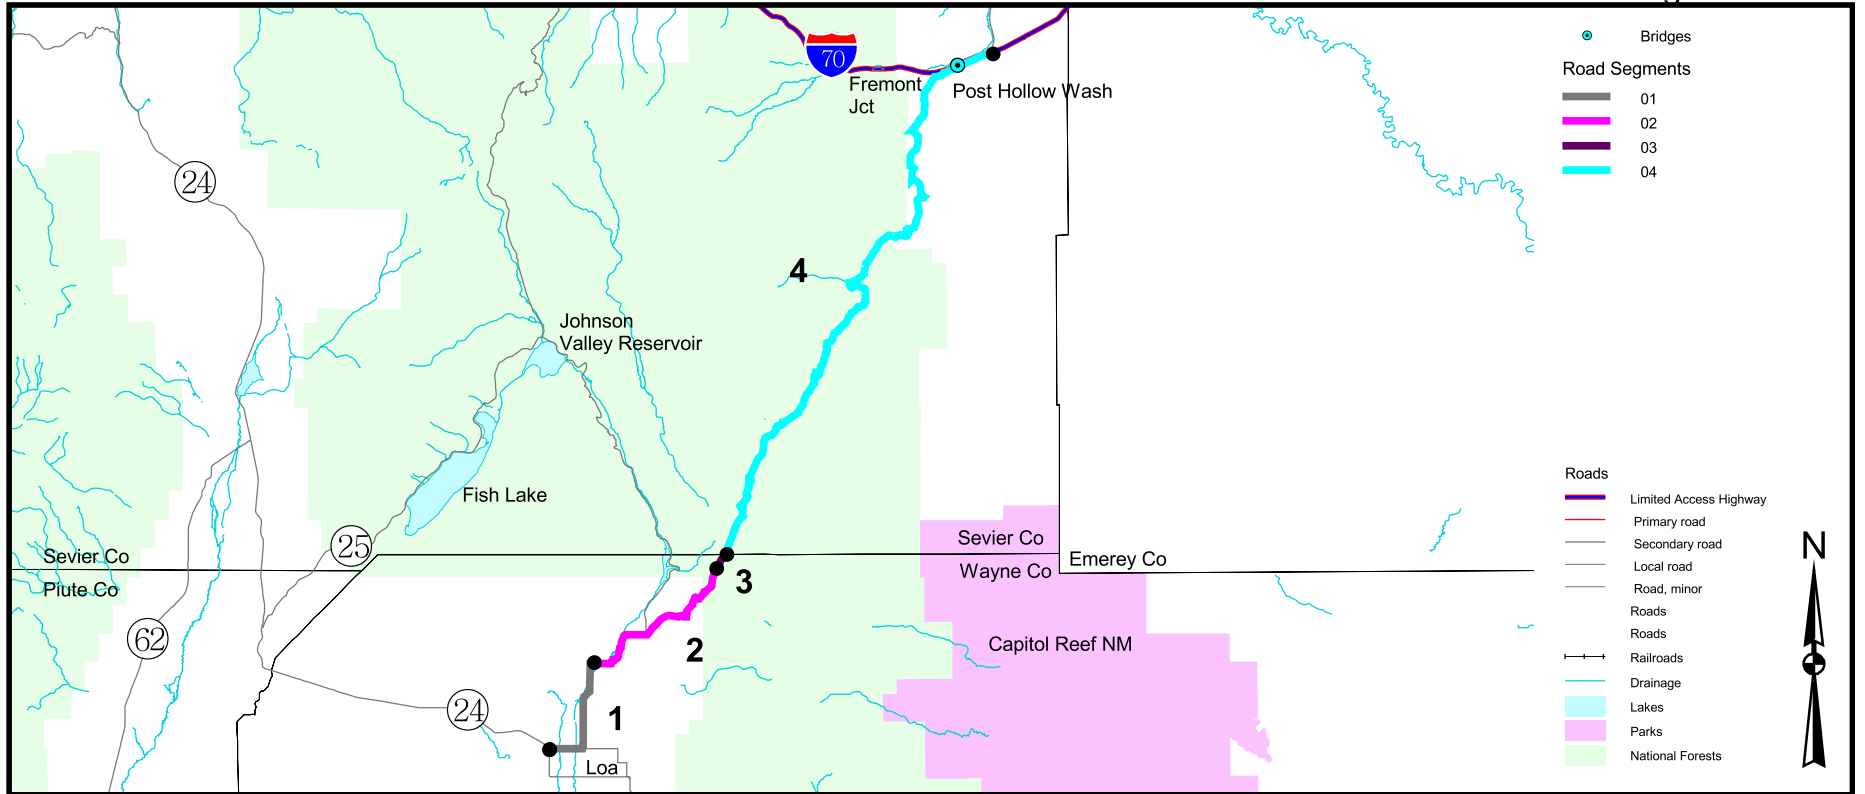 Bridges
Road Segments
01
02
03
04
70
Fremont
Jct
Post Hollow Wash
24
4
Johnson
Valley Reservoir
Fish Lake
25
Sevier Co
Piute Co
Sevier Co
Wayne Co
Emerey Co
3
62
2
Capitol Reef NM
24
1
Loa
Roads
Limited Access Highway
Primary road
Secondary road
Local road
Road, minor
Roads
Roads
Railroads
Drainage
Lakes
Parks
National Forests
N